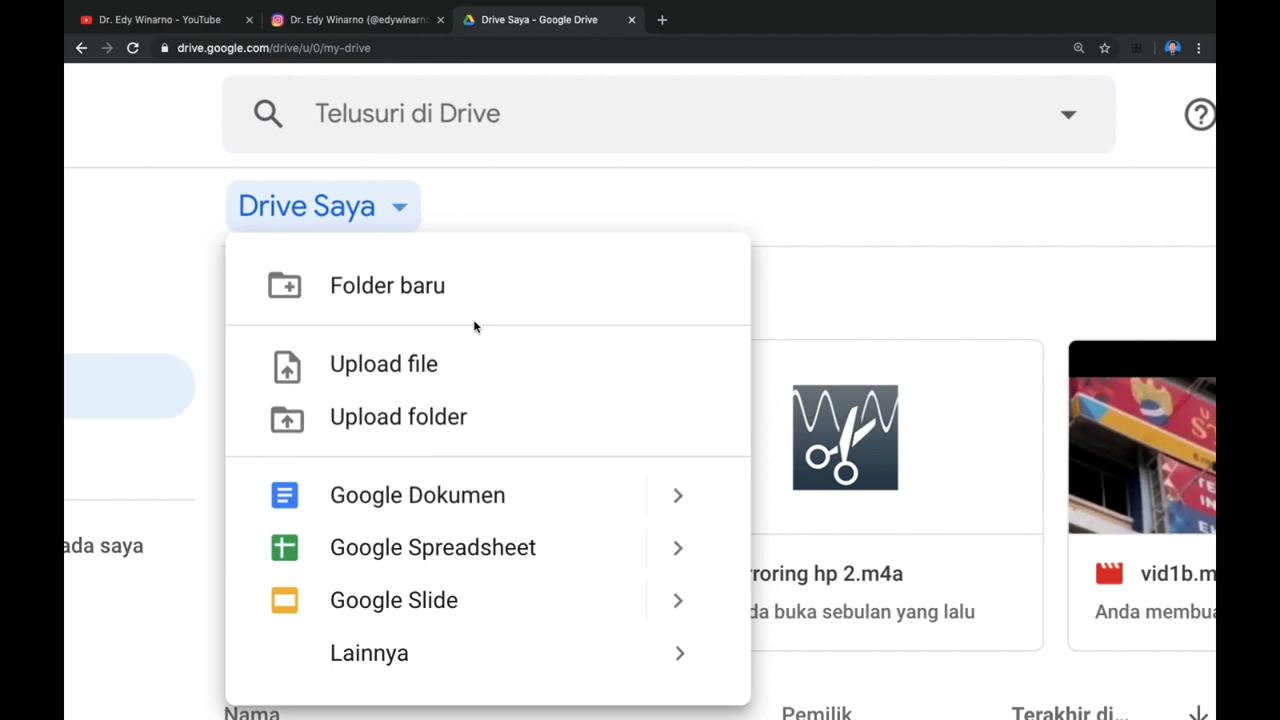 Dr. Edy Winarno - YouTube
Dr. Edy Winarno (@edywinarno
Drive Saya - Google Drive
drive.google.com/drive/u/0/my-drive
Telusuri di Drive
Drive Saya
Folder baru
Upload file
Upload folder
Google Dokumen
Google Spreadsheet
Google Slide
Lainnya
ada saya
rroring hp 2.m4a
da buka sebulan yang lalu
vid1b.m
Anda membua
Nama
Pemilik
Terakhir di...